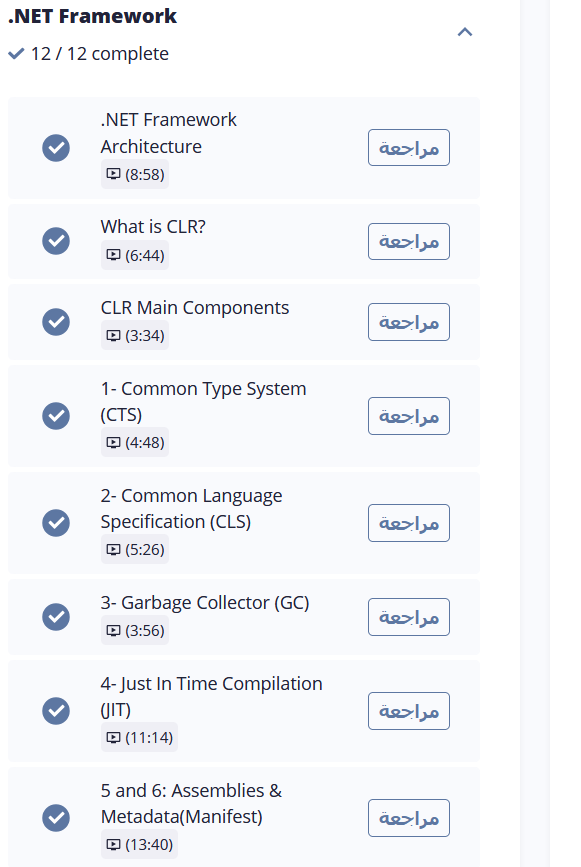 .NET Framework
12 / 12 complete
.NET Framework
Architecture
(8:58)
مراجعة
What is CLR?
(6:44)
مراجعة
CLR Main Components
(3:34)
مراجعة
1- Common Type System
(CTS)
(4:48)
مراجعة
2- Common Language
Specification (CLS)
(5:26)
مراجعة
3- Garbage Collector (GC)
(3:56)
مراجعة
4- Just In Time Compilation
(JIT)
(11:14)
مراجعة
5 and 6: Assemblies &
Metadata(Manifest)
(13:40)
مراجعة